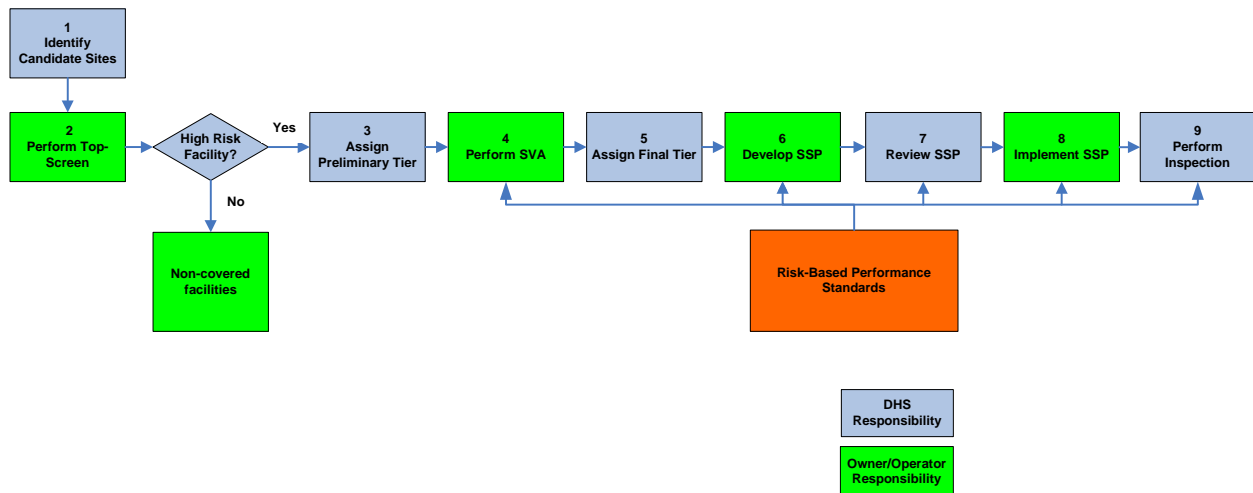 1
Identify
Candidate Sites
2
Perform Top-
Screen
High Risk
Facility?
Yes
No
3
Assign
Preliminary Tier
4
Perform SVA
5
Assign Final Tier
6
Develop SSP
7
Review SSP
8
Implement SSP
9
Perform
Inspection
Non-covered
facilities
Risk-Based Performance
Standards
DHS
Responsibility
Owner/Operator
Responsibility